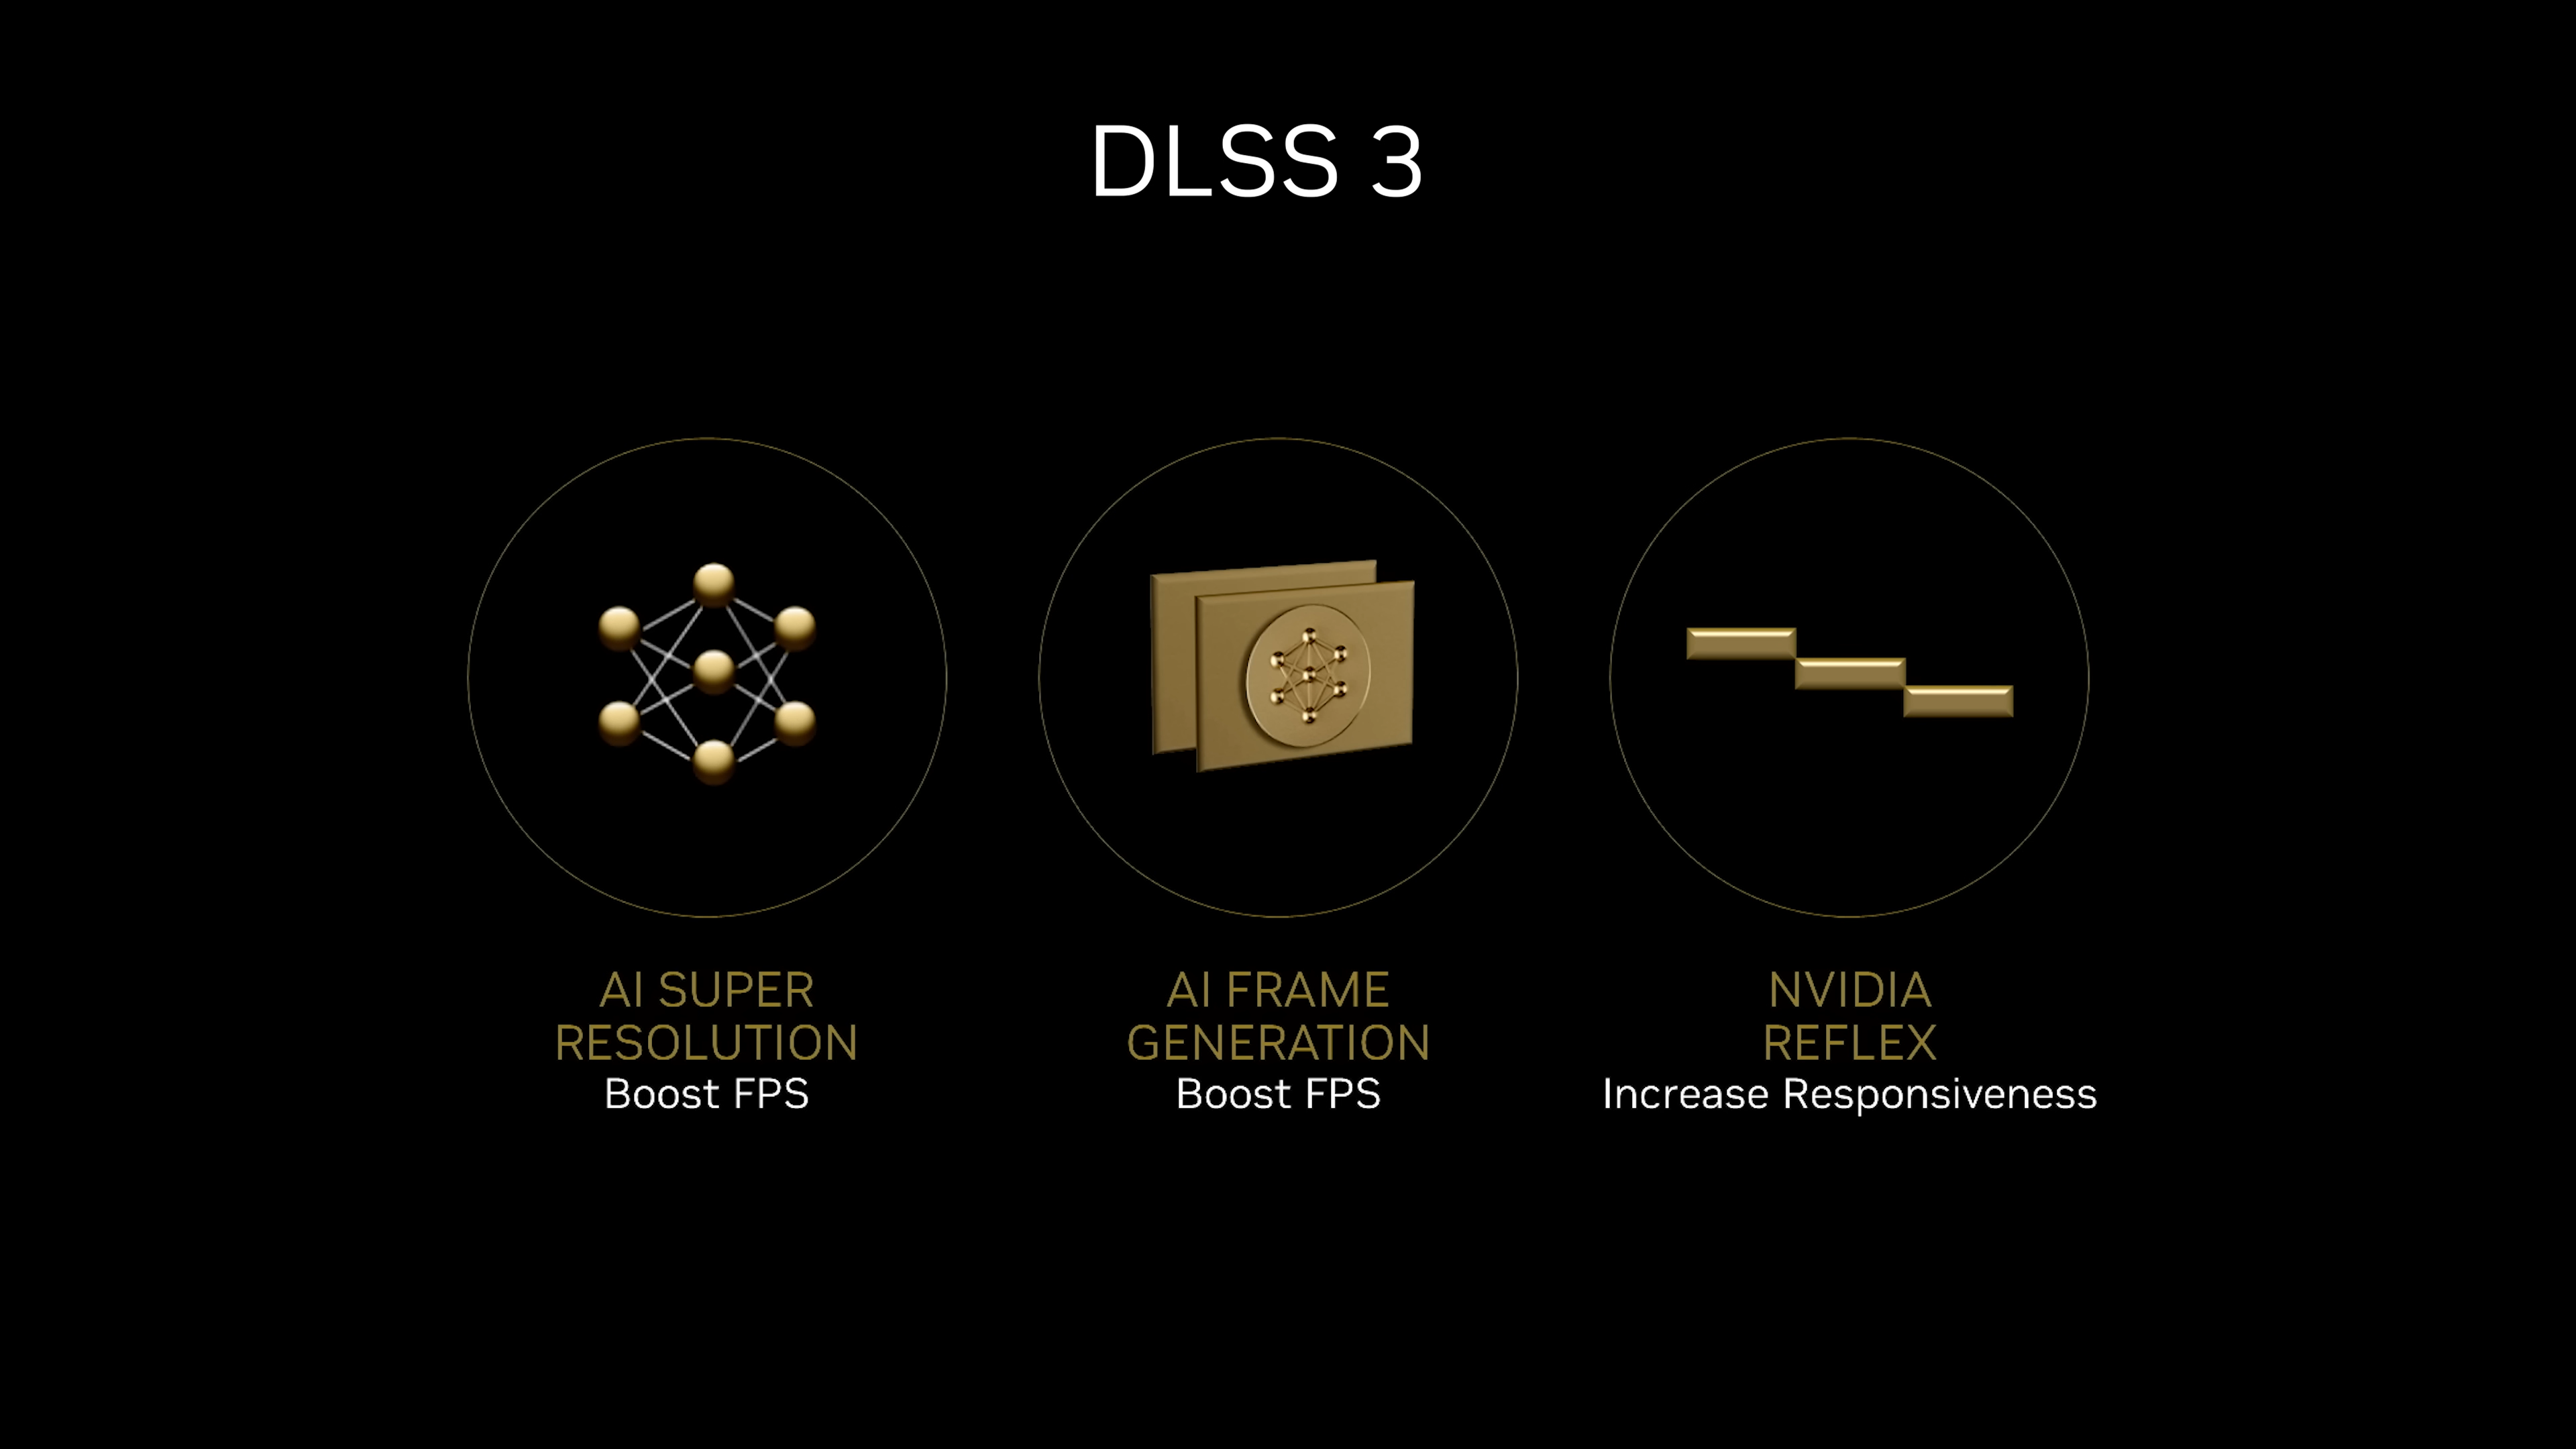 DLSS 3
AI SUPER
RESOLUTION
Boost FPS
AI FRAME
GENERATION
Boost FPS
NVIDIA
REFLEX
Increase Responsiveness